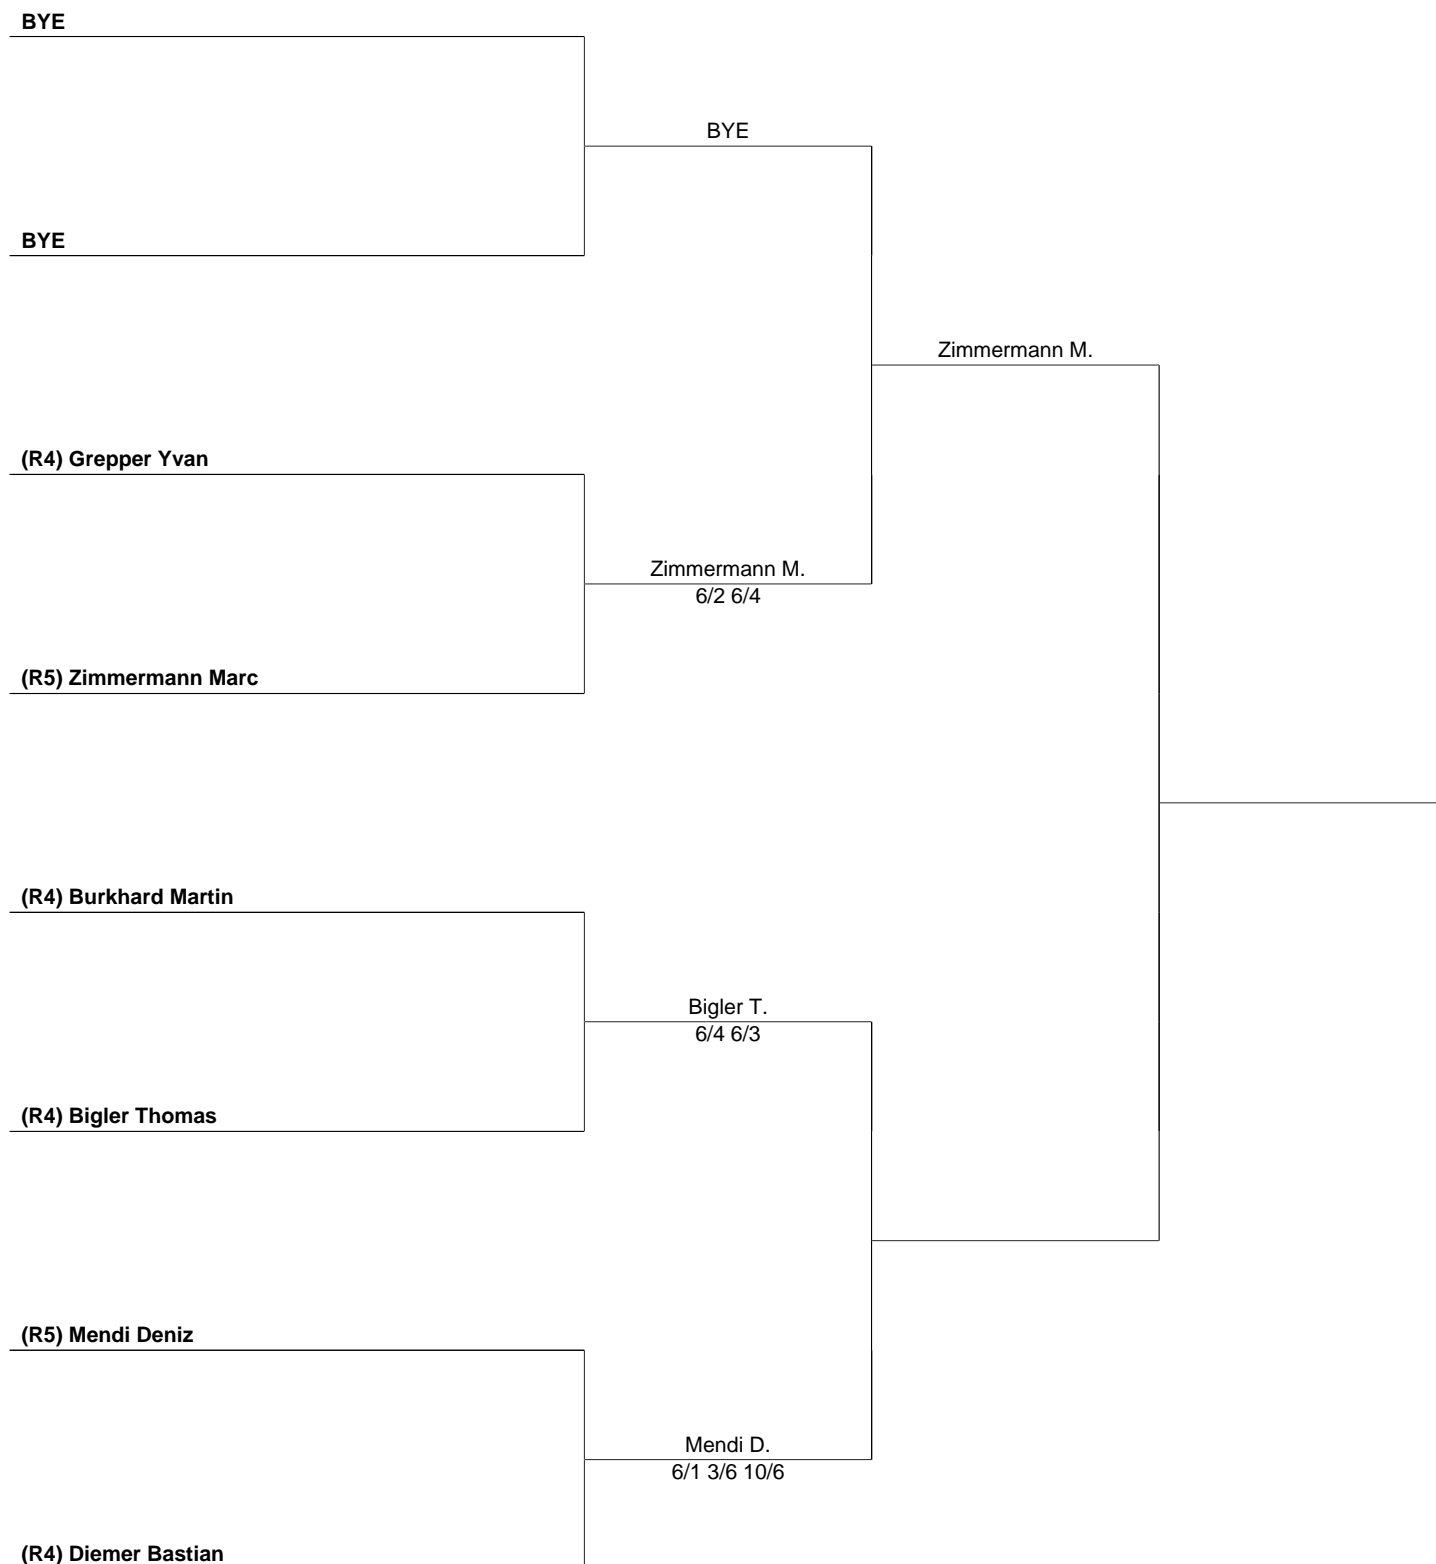 BYE
BYE
BYE
Zimmermann M.
(R4) Grepper Yvan
Zimmermann M.
6/2 6/4
(R5) Zimmermann Marc
(R4) Burkhard Martin
Bigler T.
6/4 6/3
(R4) Bigler Thomas
(R5) Mendi Deniz
Mendi D.
6/1 3/6 10/6
(R4) Diemer Bastian